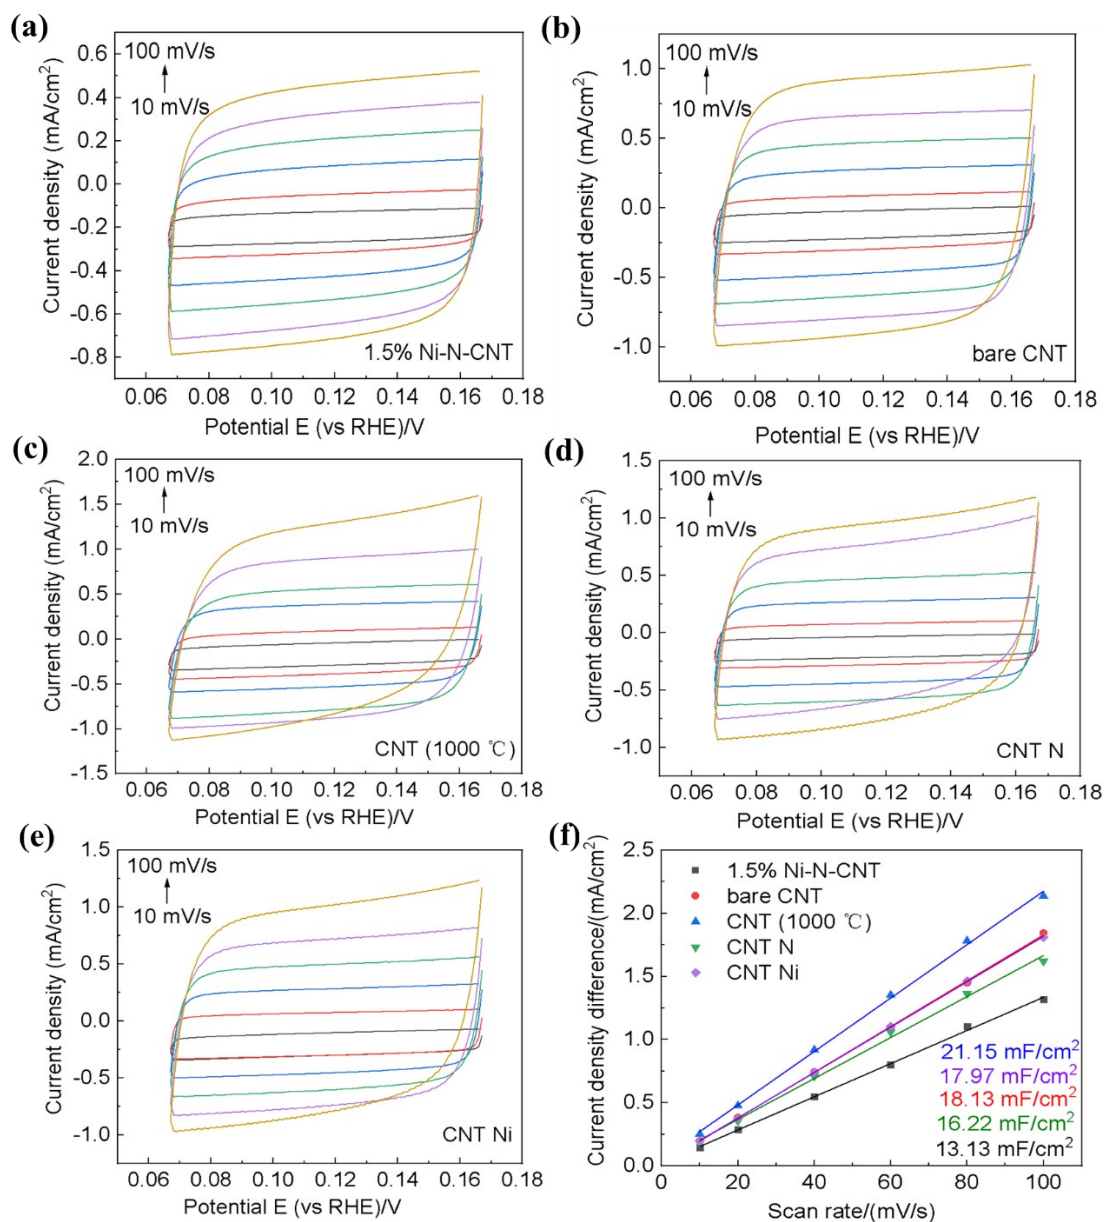 (a)
100 mV/s
10 mV/s
0.6
0.4
0.2
0.0
-0.2
-0.4
-0.6
-0.8
Current density (mA/cm²)
1.5% Ni-N-CNT
0.06 0.08 0.10 0.12 0.14 0.16 0.18
Potential E (vs RHE)/V
(b)
100 mV/s
10 mV/s
1.0
0.5
0.0
-0.5
-1.0
Current density (mA/cm²)
bare CNT
0.06 0.08 0.10 0.12 0.14 0.16 0.18
Potential E (vs RHE)/V
(c)
100 mV/s
10 mV/s
2.0
1.5
1.0
0.5
0.0
-0.5
-1.0
-1.5
Current density (mA/cm²)
CNT (1000 ℃)
0.06 0.08 0.10 0.12 0.14 0.16 0.18
Potential E (vs RHE)/V
(d)
100 mV/s
10 mV/s
1.5
1.0
0.5
0.0
-0.5
-1.0
Current density (mA/cm²)
CNT N
0.06 0.08 0.10 0.12 0.14 0.16 0.18
Potential E (vs RHE)/V
(e)
100 mV/s
10 mV/s
1.5
1.0
0.5
0.0
-0.5
-1.0
Current density (mA/cm²)
CNT Ni
0.06 0.08 0.10 0.12 0.14 0.16 0.18
Potential E (vs RHE)/V
(f)
2.5
2.0
1.5
1.0
0.5
0.0
Current density difference/(mA/cm²)
1.5% Ni-N-CNT
bare CNT
CNT (1000 ℃)
CNT N
CNT Ni
21.15 mF/cm²
17.97 mF/cm²
18.13 mF/cm²
16.22 mF/cm²
13.13 mF/cm²
0 20 40 60 80 100
Scan rate/(mV/s)